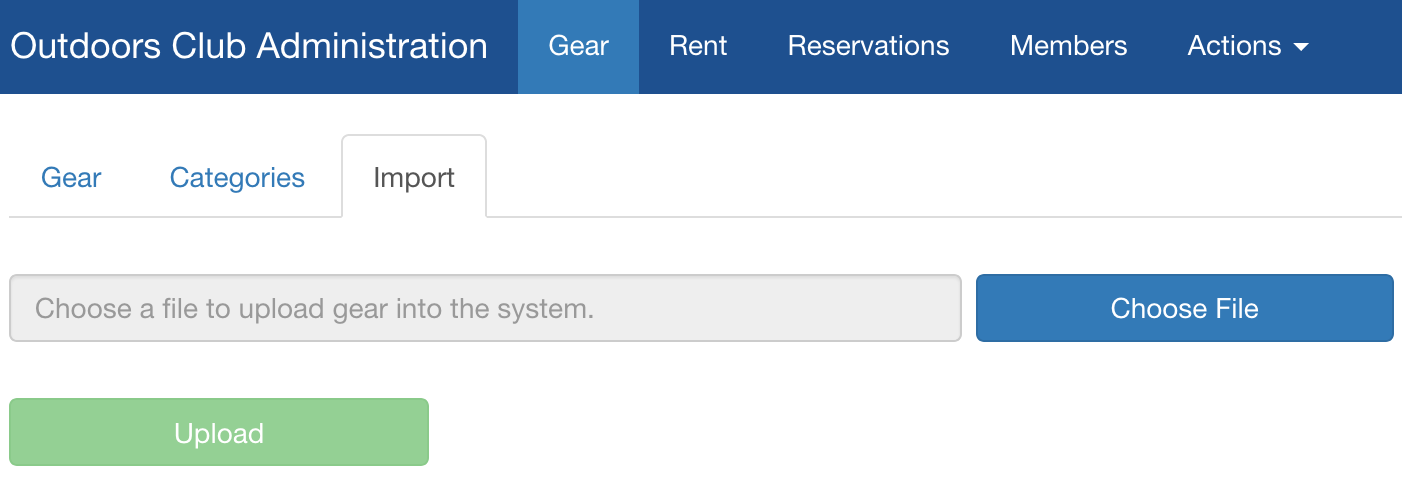 Outdoors Club Administration Gear Rent Reservations Members Actions
Gear Categories Import
Choose a file to upload gear into the system. Choose File
Upload